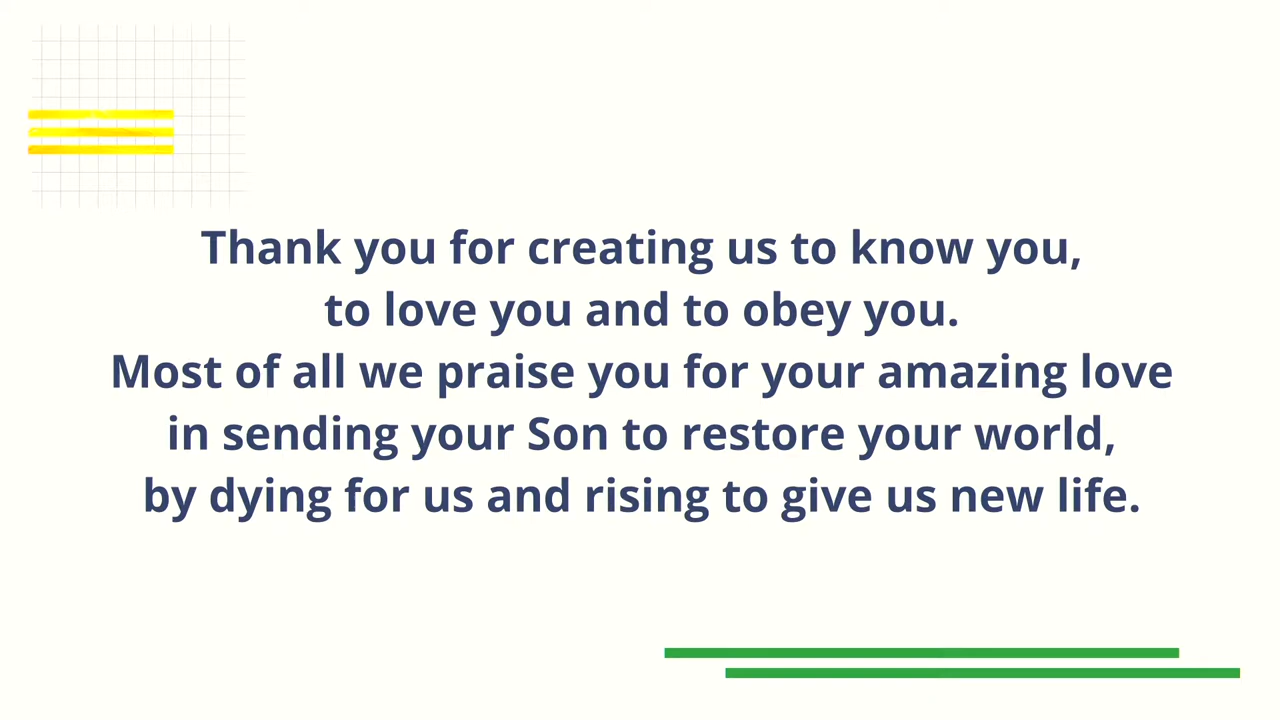 Thank you for creating us to know you,
to love you and to obey you.
Most of all we praise you for your amazing love
in sending your Son to restore your world,
by dying for us and rising to give us new life.